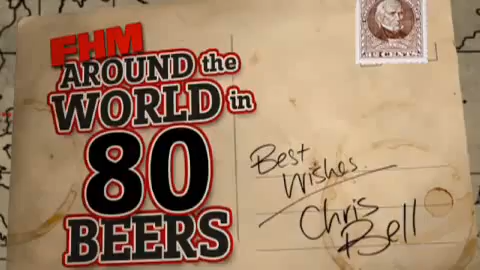 FHM
AROUND the
WORLD in
80
BEERS
Best
Wishes
Chris
Bell